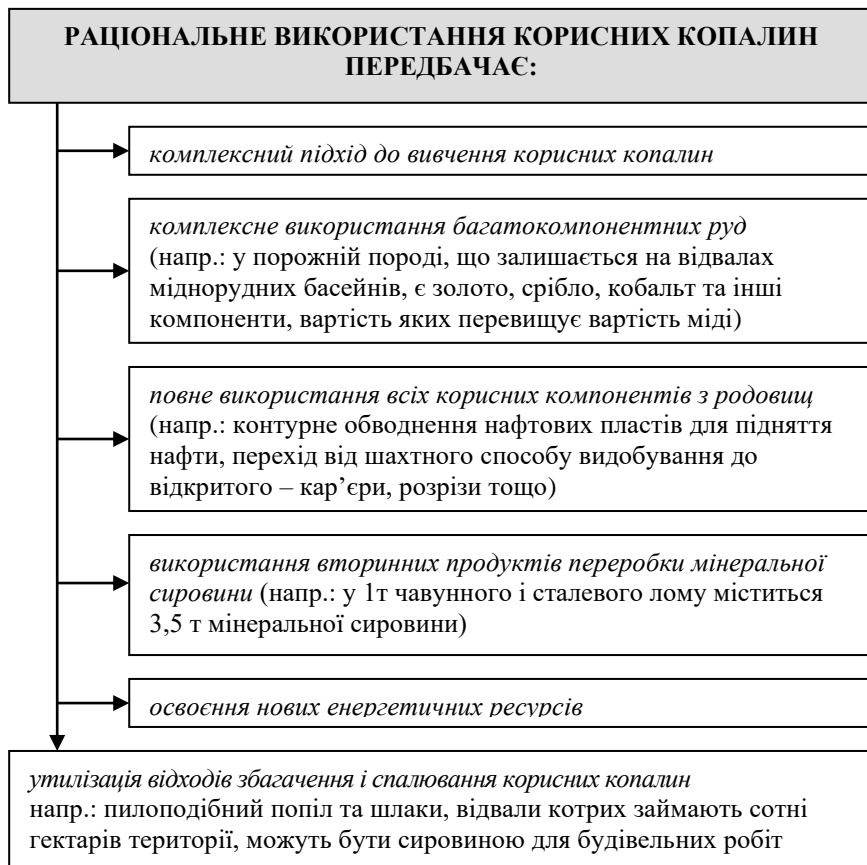 РАЦІОНАЛЬНЕ ВИКОРИСТАННЯ КОРИСНИХ КОПАЛИН
ПЕРЕДБАЧАЄ:
комплексний підхід до вивчення корисних копалин
комплексне використання багатокомпонентних руд
(напр.: у порожній породі, що залишається на відвалах
міднорудних басейнів, є золото, срібло, кобальт та інші
компоненти, вартість яких перевищує вартість міді)
повне використання всіх корисних компонентів з родовищ
(напр.: контурне обводнення нафтових пластів для підняття
нафти, перехід від шахтного способу видобування до
відкритого – кар’єри, розрізи тощо)
використання вторинних продуктів переробки мінеральної
сировини (напр.: у 1т чавунного і сталевого лому міститься
3,5 т мінеральної сировини)
освоєння нових енергетичних ресурсів
утилізація відходів збагачення і спалювання корисних копалин
напр.: пилоподібний попіл та шлаки, відвали котрих займають сотні
гектарів території, можуть бути сировиною для будівельних робіт